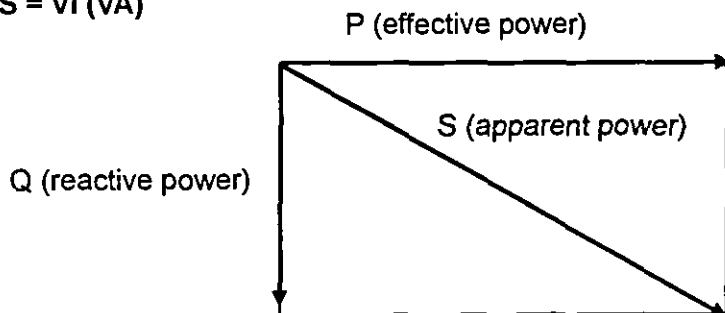 S = VI (VA)
P (effective power)
S (apparent power)
Q (reactive power)